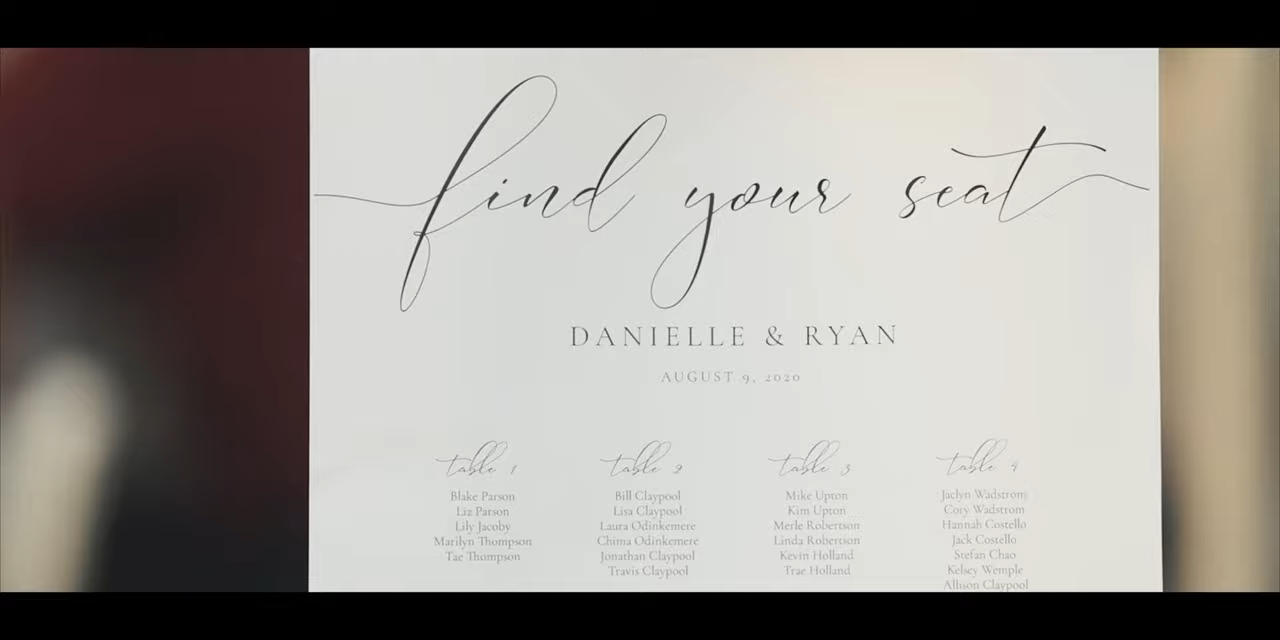 find your seat
DANIELLE & RYAN
AUGUST 9, 2020
table 1
Blake Parson
Liz Parson
Lily Jacoby
Marilyn Thompson
Tae Thompson
table 2
Bill Claypool
Lisa Claypool
Laura Odinkemere
Chima Odinkemere
Jonathan Claypool
Travis Claypool
table 3
Mike Upton
Kim Upton
Merle Robertson
Linda Robertson
Kevin Holland
Trae Holland
table 4
Jaclyn Wadstrom
Cory Wadstrom
Hannah Costello
Jack Costello
Stefan Chao
Kelsey Wemple
Allison Claypool